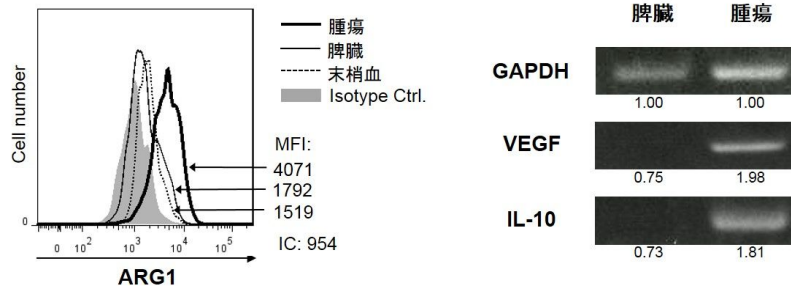 Cell number
0
0
10²
10³
10⁴
10⁵
ARG1
腫瘍
脾臓
末梢血
Isotype Ctrl.
MFI:
4071
1792
1519
IC: 954
脾臓
腫瘍
GAPDH
1.00
1.00
VEGF
0.75
1.98
IL-10
0.73
1.81